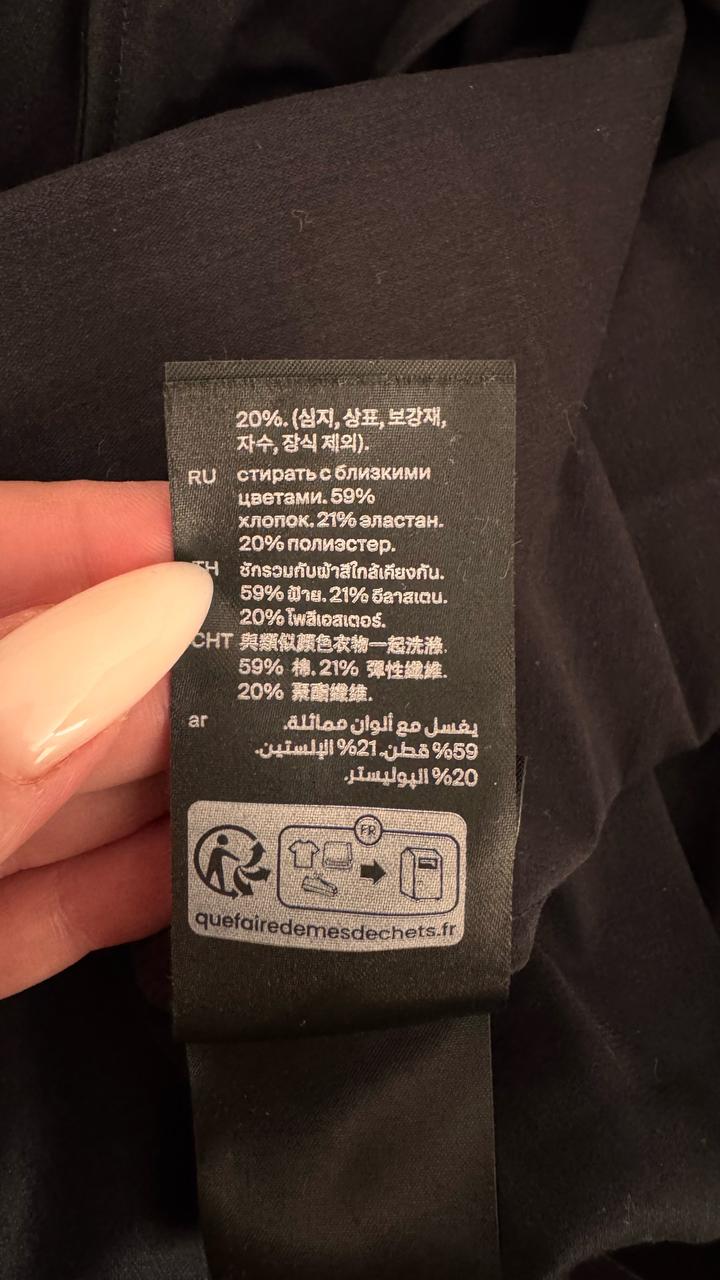 20%. (심지, 상표, 보강재,
자수, 장식 제외).
RU стирать с близкими
цветами. 59%
хлопок. 21% эластан.
20% полиэстер.
TH ซักรวมกับผ้าสีใกล้เคียงกัน.
59% ฝ้าย. 21% อีลาสเตน.
20% โพลีเอสเตอร์.
CHT 與類似顏色衣物一起洗滌.
59% 棉. 21% 彈性纖維.
20% 聚酯纖維.
ar يغسل مع ألوان مماثلة.
59% قطن. 21% الإلستين.
20% البوليستر.
FR
quefairedemesdechets.fr